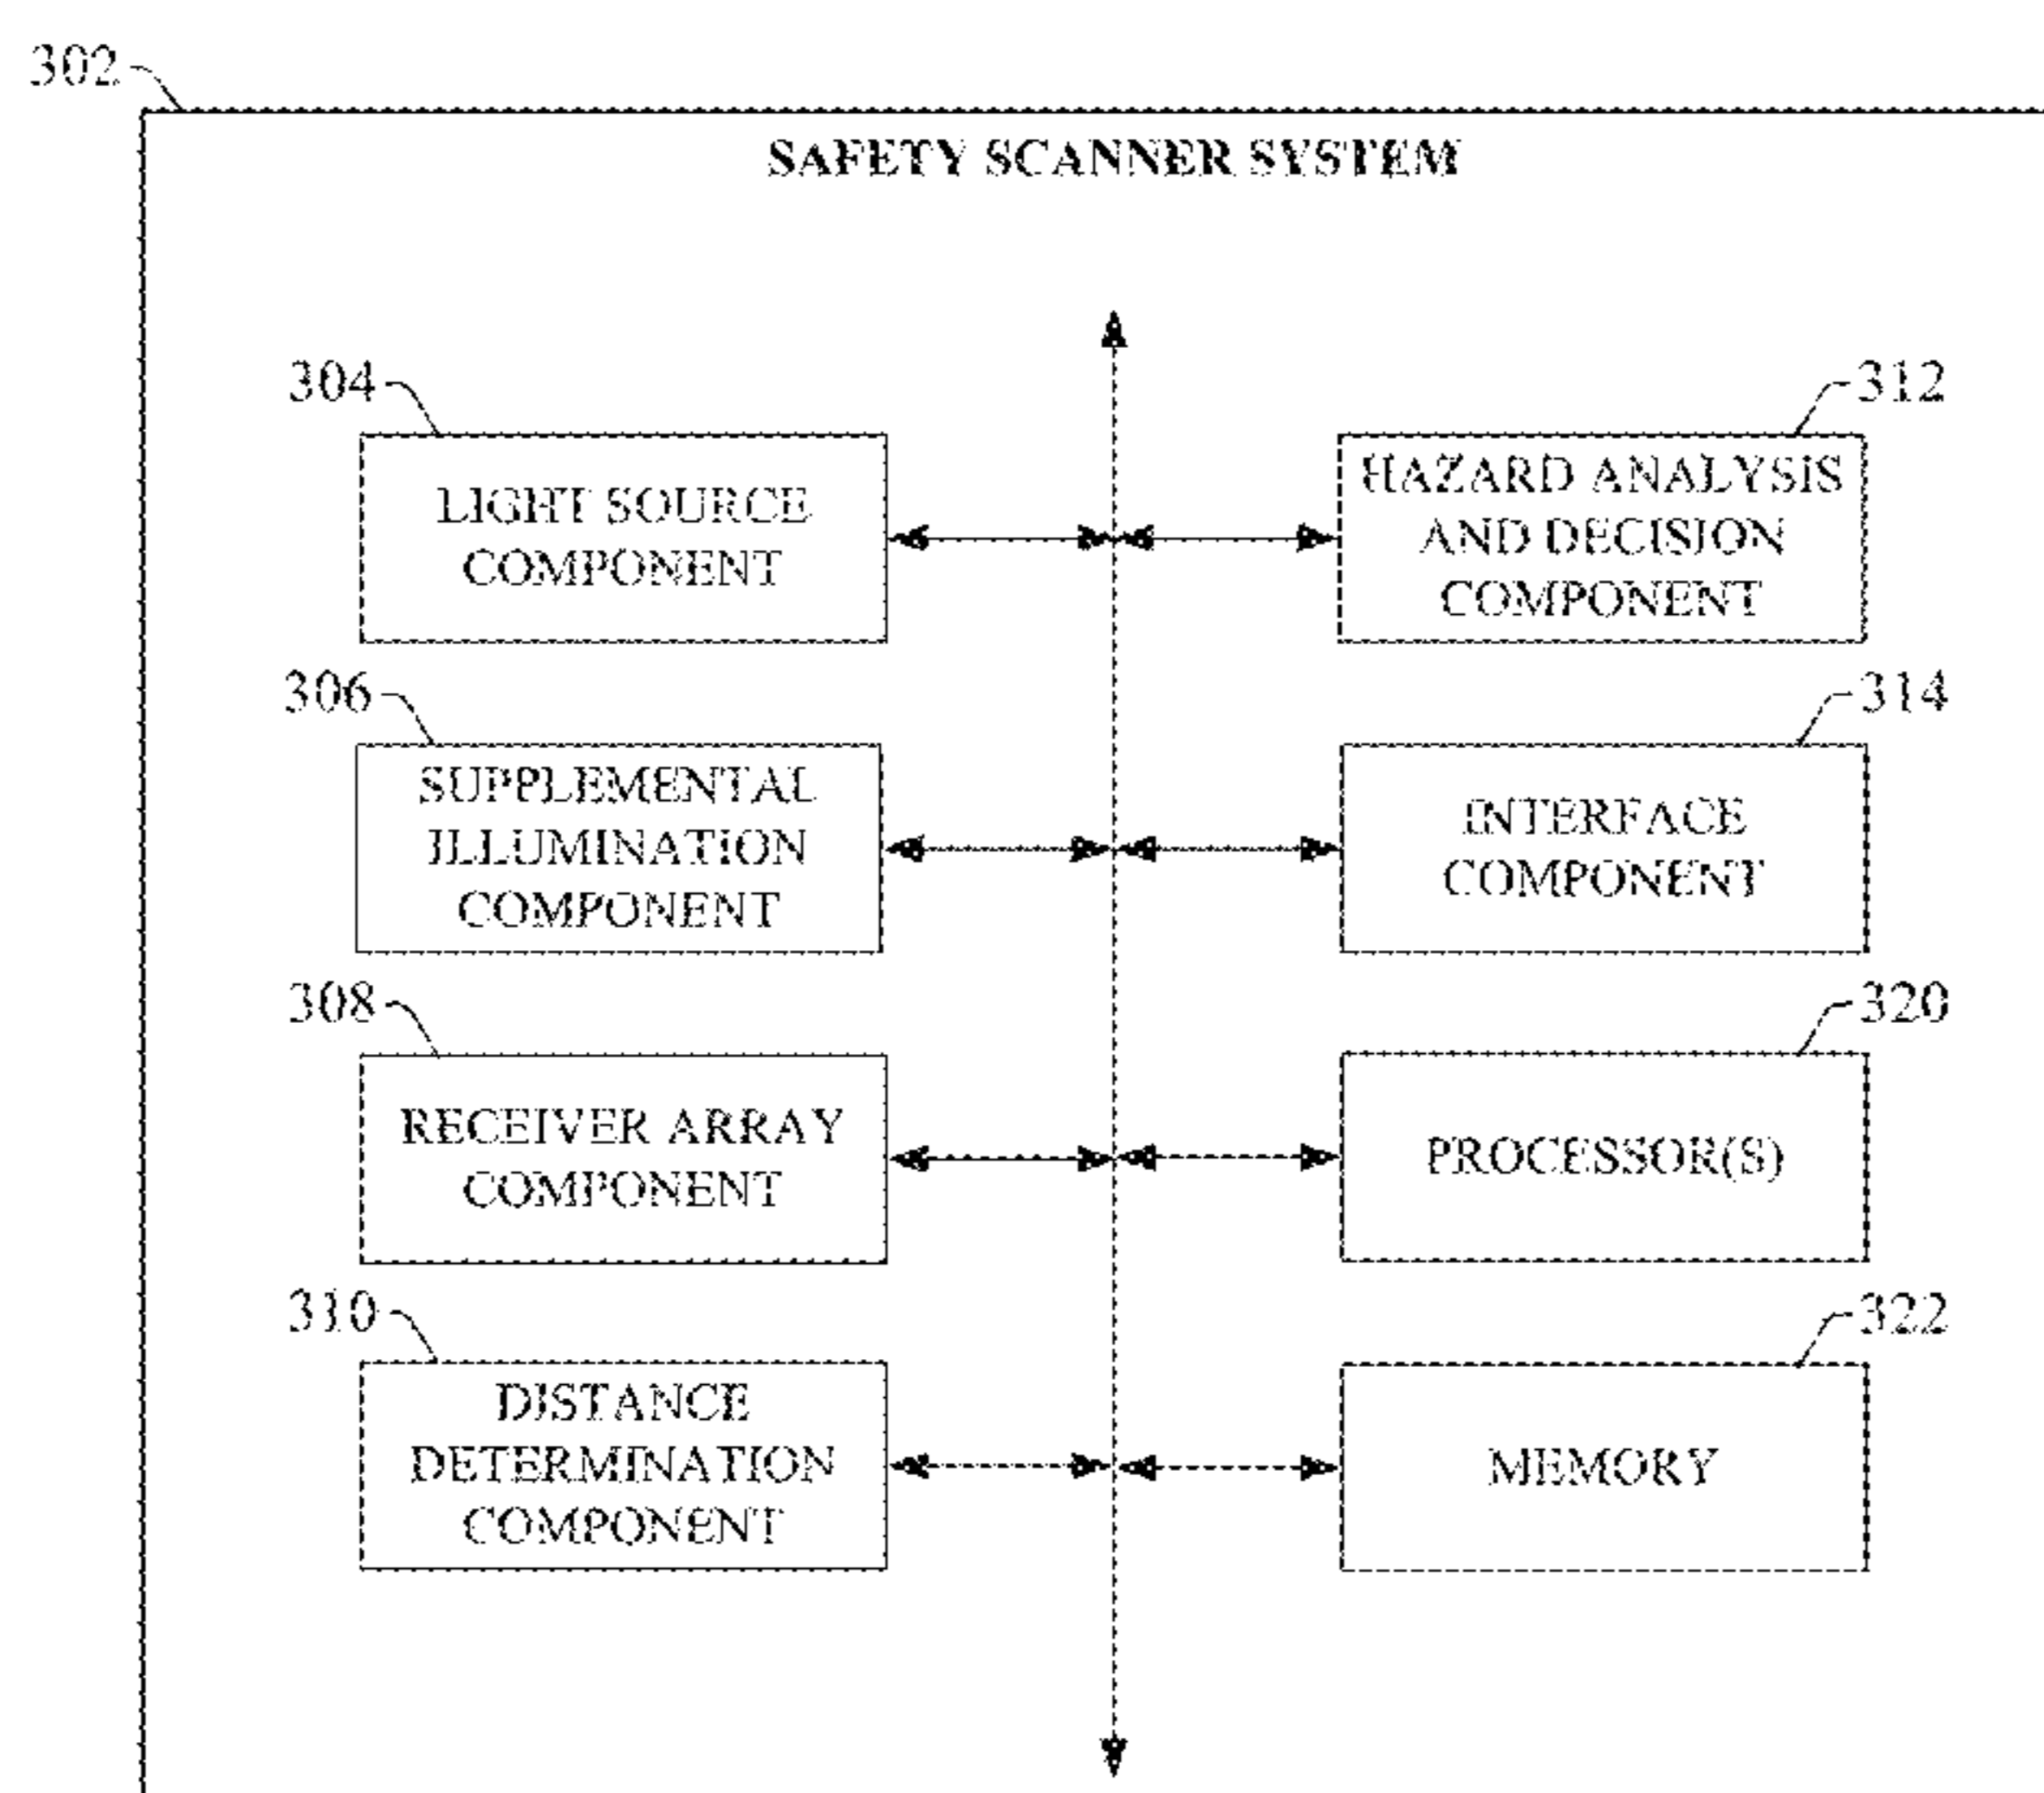 302
SAFETY SCANNER SYSTEM
304
LIGHT SOURCE
COMPONENT
312
HAZARD ANALYSIS
AND DECISION
COMPONENT
306
SUPPLEMENTAL
ILLUMINATION
COMPONENT
314
INTERFACE
COMPONENT
308
RECEIVER ARRAY
COMPONENT
320
PROCESSOR(S)
310
DISTANCE
DETERMINATION
COMPONENT
322
MEMORY